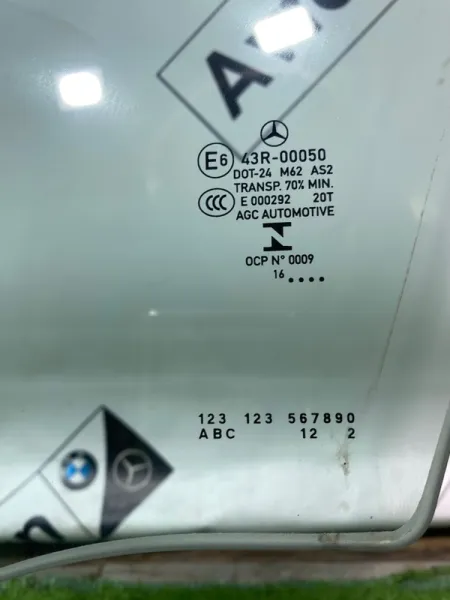 E6 43R-00050
DOT-24 M62 AS2
TRANSP. 70% MIN.
CCC E 000292 20T
AGC AUTOMOTIVE
OCP N° 0009
16 ....
123 123 567890
ABC 12 2